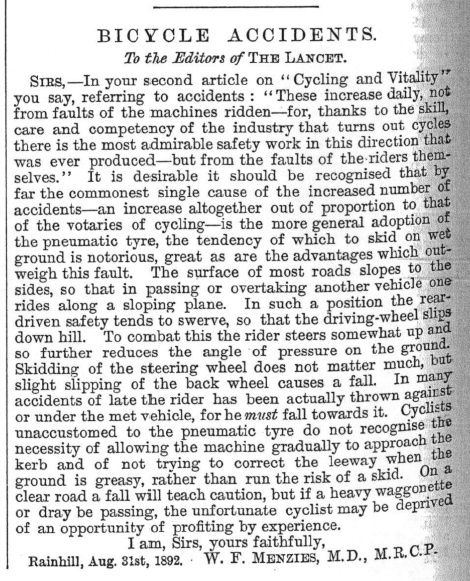 BICYCLE ACCIDENTS.
To the Editors of THE LANCET.
SIRS,—In your second article on "Cycling and Vitality"
you say, referring to accidents: "These increase daily, not
from faults of the machines ridden—for, thanks to the skill,
care and competency of the industry that turns out cycles
there is the most admirable safety work in this direction that
was ever produced—but from the faults of the riders them-
selves." It is desirable it should be recognised that by
far the commonest single cause of the increased number of
accidents—an increase altogether out of proportion to that
of the votaries of cycling—is the more general adoption of
the pneumatic tyre, the tendency of which to skid on wet
ground is notorious, great as are the advantages which out-
weigh this fault. The surface of most roads slopes to the
sides, so that in passing or overtaking another vehicle one
rides along a sloping plane. In such a position the rear-
driven safety tends to swerve, so that the driving-wheel slips
down hill. To combat this the rider steers somewhat up and
so further reduces the angle of pressure on the ground.
Skidding of the steering wheel does not matter much, but
slight slipping of the back wheel causes a fall. In many
accidents of late the rider has been actually thrown against
or under the met vehicle, for he must fall towards it. Cyclists
unaccustomed to the pneumatic tyre do not recognise the
necessity of allowing the machine gradually to approach the
kerb and of not trying to correct the leeway when the
ground is greasy, rather than run the risk of a skid. On a
clear road a fall will teach caution, but if a heavy waggonette
or dray be passing, the unfortunate cyclist may be deprived
of an opportunity of profiting by experience.
I am, Sirs, yours faithfully,
Rainhill, Aug. 31st, 1892. W. F. MENZIES, M.D., M.R.C.P.